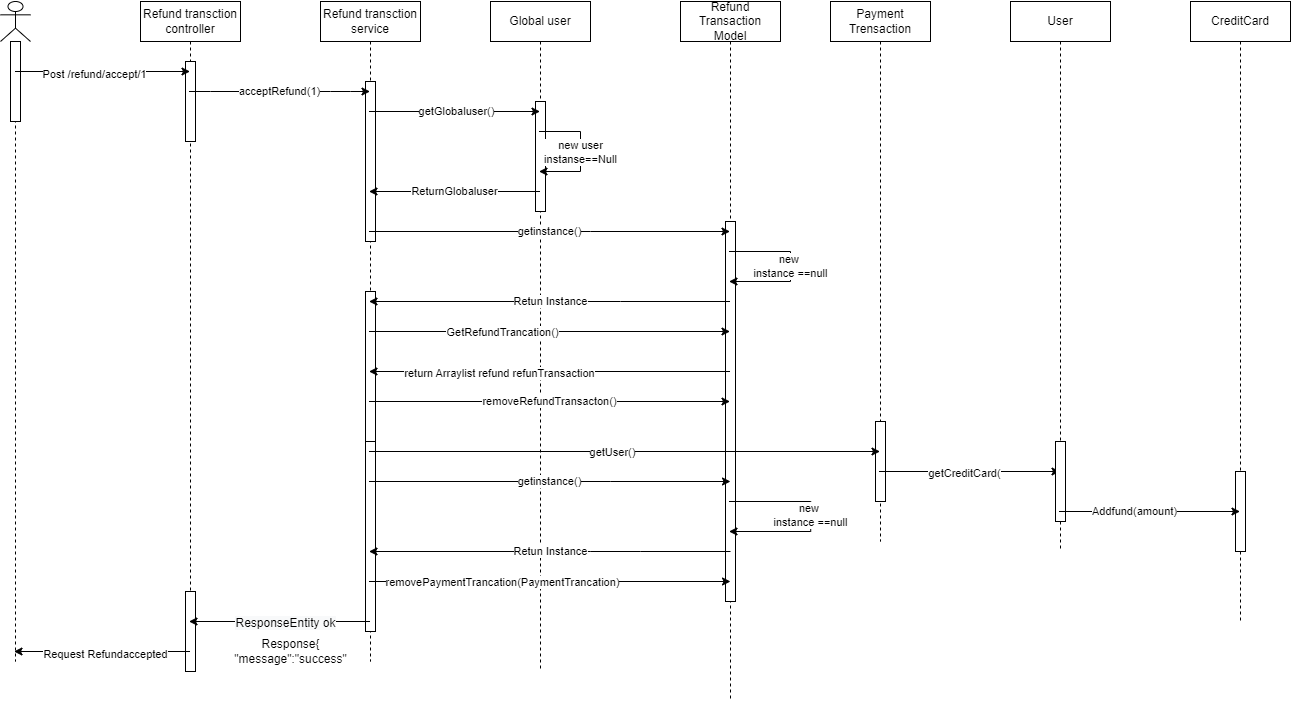 Refund transction
controller
Refund transction
service
Global user
Refund
Transaction
Model
Payment
Trensaction
User
CreditCard
Post /refund/accept/1
acceptRefund(1)
getGlobaluser()
new user
instanse==Null
ReturnGlobaluser
getinstance()
new
instance ==null
Retun Instance
GetRefundTrancation()
return Arraylist refund refunTransaction
removeRefundTransacton()
getUser()
getCreditCard(
getinstance()
new
instance ==null
Addfund(amount)
Retun Instance
removePaymentTrancation(PaymentTrancation)
ResponseEntity ok
Response{
"message":"success"
Request Refundaccepted